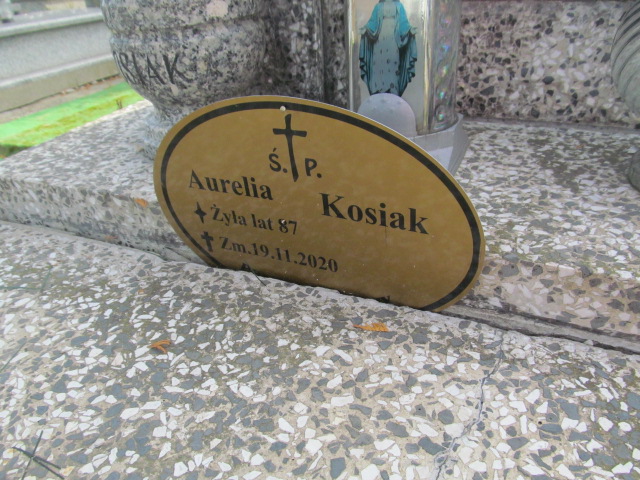 Ś. P.
Aurelia Kosiak
Żyła lat 87
Zm.19.11.2020